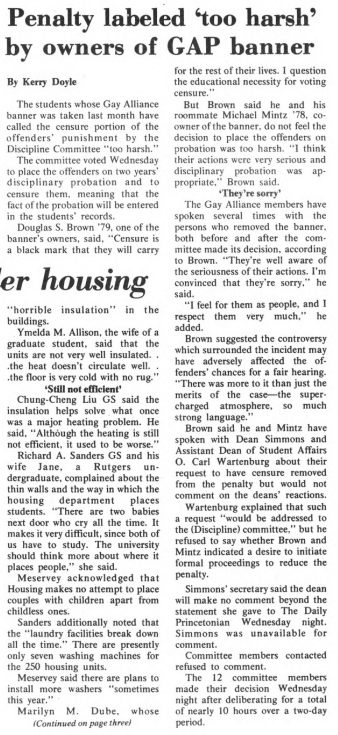 Penalty labeled ‘too harsh’
by owners of GAP banner
By Kerry Doyle
The students whose Gay Alliance
banner was taken last month have
called the censure portion of the
offenders' punishment by the
Discipline Committee “too harsh.”
The committee voted Wednesday
to place the offenders on two years'
disciplinary probation and to
censure them, meaning that the
fact of the probation will be entered
in the students' records.
Douglas S. Brown '79, one of the
banner's owners, said, “Censure is
a black mark that they will carry
for the rest of their lives. I question
the educational necessity for voting
censure.”
But Brown said he and his
roommate Michael Mintz '78, co-
owner of the banner, do not feel the
decision to place the offenders on
probation was too harsh. “I think
their actions were very serious and
disciplinary probation was ap-
propriate,” Brown said.
‘They're sorry’
The Gay Alliance members have
spoken several times with the
persons who removed the banner,
both before and after the com-
mittee made its decision, according
to Brown. “They're well aware of
the seriousness of their actions. I'm
convinced that they're sorry,” he
said.
“I feel for them as people, and I
respect them very much,” he
added.
Brown suggested the controversy
which surrounded the incident may
have adversely affected the of-
fenders' chances for a fair hearing.
“There was more to it than just the
merits of the case—the super-
charged atmosphere, so much
strong language.”
Brown said he and Mintz have
spoken with Dean Simmons and
Assistant Dean of Student Affairs
O. Carl Wartenburg about their
request to have censure removed
from the penalty but would not
comment on the deans' reactions.
Wartenburg explained that such
a request “would be addressed to
the (Discipline) committee,” but he
refused to say whether Brown and
Mintz indicated a desire to initiate
formal proceedings to reduce the
penalty.
Simmons' secretary said the dean
will make no comment beyond the
statement she gave to The Daily
Princetonian Wednesday night.
Simmons was unavailable for
comment.
Committee members contacted
refused to comment.
The 12 committee members
made their decision Wednesday
night after deliberating for a total
of nearly 10 hours over a two-day
period.
er housing
“horrible insulation” in the
buildings.
Ymelda M. Allison, the wife of a
graduate student, said that the
units are not very well insulated. .
.the heat doesn't circulate well. .
.the floor is very cold with no rug.”
‘Still not efficient’
Chung-Cheng Liu GS said the
insulation helps solve what once
was a major heating problem. He
said, “Although the heating is still
not efficient, it used to be worse.”
Richard A. Sanders GS and his
wife Jane, a Rutgers un-
dergraduate, complained about the
thin walls and the way in which the
housing department places
students. “There are two babies
next door who cry all the time. It
makes it very difficult, since both of
us have to study. The university
should think more about where it
places people,” she said.
Meservey acknowledged that
Housing makes no attempt to place
couples with children apart from
childless ones.
Sanders additionally noted that
the “laundry facilities break down
all the time.” There are presently
only seven washing machines for
the 250 housing units.
Meservey said there are plans to
install more washers “sometimes
this year.”
Marilyn M. Dube, whose
(Continued on page three)